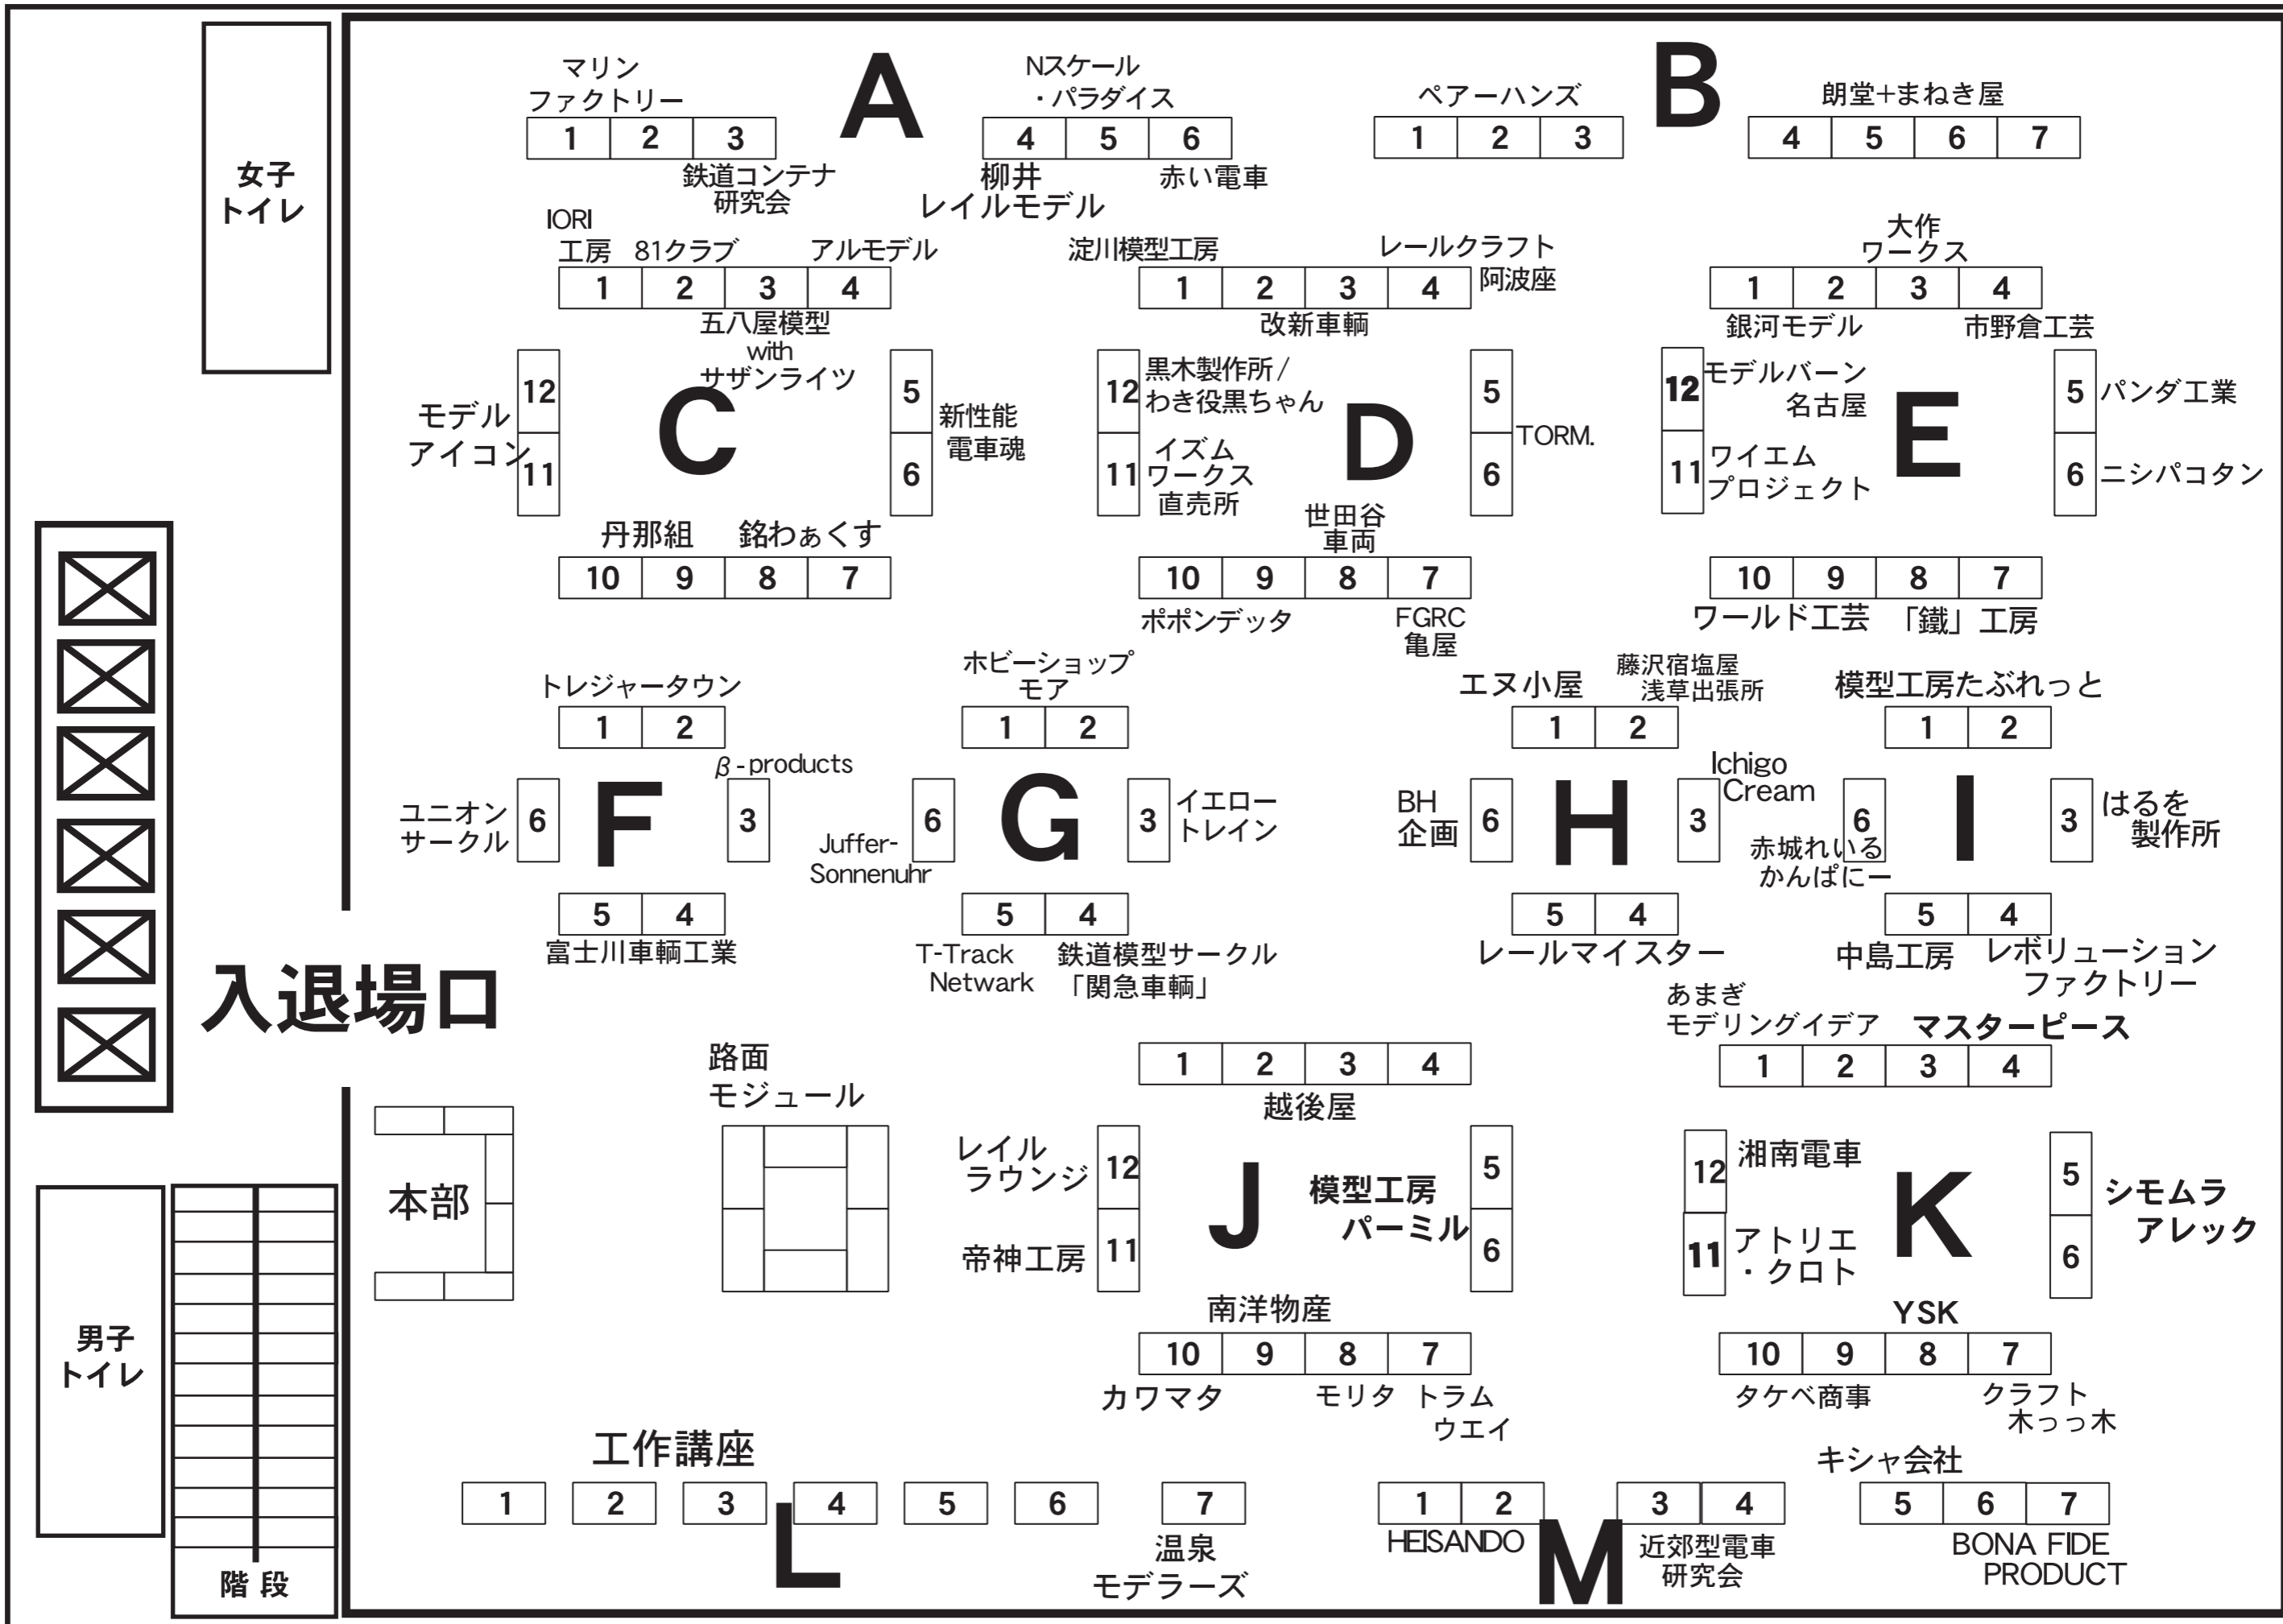 女子
トイレ
A
マリン
ファクトリー
1 2 3
鉄道コンテナ
研究会
Nスケール
・パラダイス
4 5 6
柳井
レイルモデル
赤い電車
B
ペアーハンズ
1 2 3
朗堂+まねき屋
4 5 6 7
C
IORI
工房
81クラブ
アルモデル
1 2 3 4
五八屋模型
with
サザンライツ
12
11
モデル
アイコン
5
6
新性能
電車魂
丹那組
銘わぁくす
10 9 8 7
D
淀川模型工房
レールクラフト
阿波座
1 2 3 4
改新車輌
12
黒木製作所/
わき役黒ちゃん
11
イズム
ワークス
直売所
5
6
TORM.
世田谷
車両
10 9 8 7
ポポンデッタ
FGRC
亀屋
E
大作
ワークス
1 2 3 4
銀河モデル
市野倉工芸
12
モデルバーン
名古屋
11
ワイエム
プロジェクト
5
パンダ工業
6
ニシパコタン
10 9 8 7
ワールド工芸
「鐵」工房
F
トレジャータウン
1 2
β-products
3
ユニオン
サークル
6
5 4
富士川車輌工業
G
ホビーショップ
モア
1 2
Juffer-
Sonnenuhr
6
3
イエロー
トレイン
5 4
T-Track
Netwark
鉄道模型サークル
「関急車輌」
H
エヌ小屋
藤沢宿塩屋
浅草出張所
1 2
BH
企画
6
3
Ichigo
Cream
5 4
レールマイスター
I
模型工房たぶれっと
1 2
6
赤城れいる
かんぱにー
3
はるを
製作所
5 4
中島工房
レボリューション
ファクトリー
入退場口
本部
路面
モジュール
J
1 2 3 4
越後屋
レイル
ラウンジ
12
帝神工房
11
模型工房
パーミル
5
6
南洋物産
10 9 8 7
カワマタ
モリタ
トラム
ウエイ
K
あまぎ
モデリングイデア
マスターピース
1 2 3 4
12
湘南電車
11
アトリエ
・クロト
5
6
シモムラ
アレック
YSK
10 9 8 7
タケベ商事
クラフト
木っっ木
男子
トイレ
階段
工作講座
1 2 3 4 5 6 7
L
温泉
モデラーズ
M
1 2
HEISANDO
3 4
近郊型電車
研究会
キシャ会社
5 6 7
BONA FIDE
PRODUCT